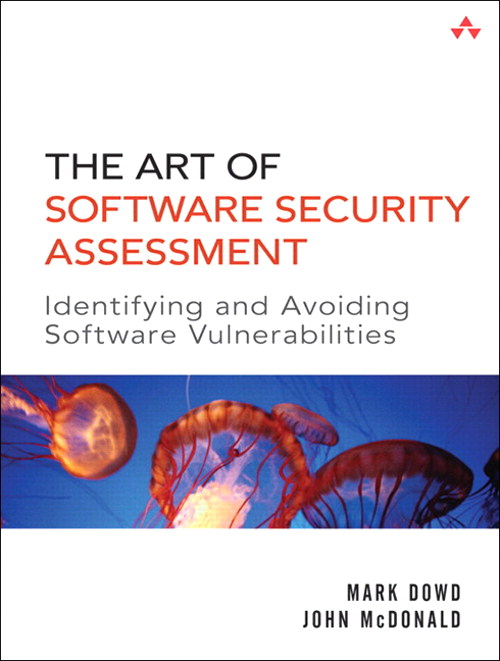 THE ART OF
SOFTWARE SECURITY
ASSESSMENT
Identifying and Avoiding
Software Vulnerabilities
MARK DOWD
JOHN McDONALD